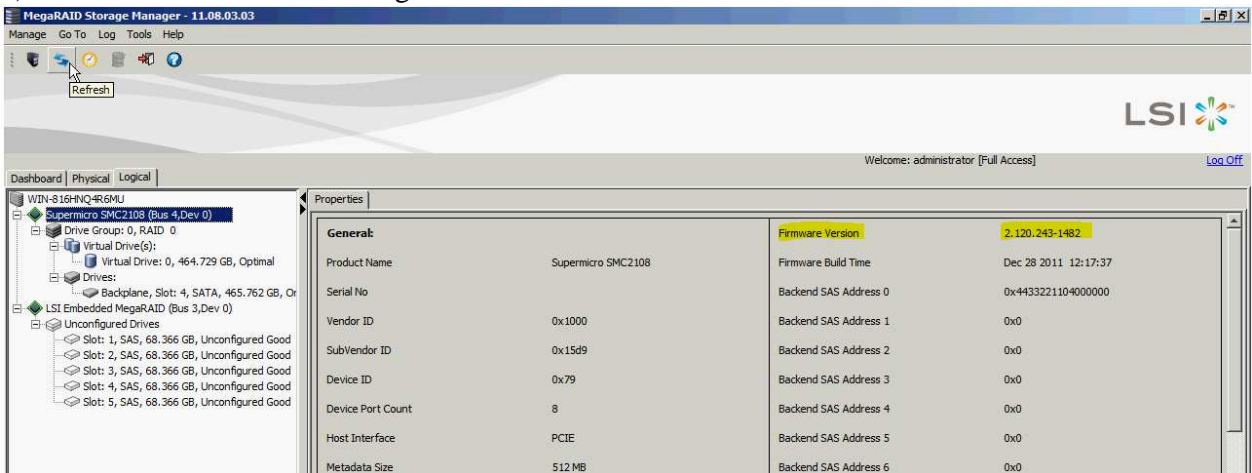 MegaRAID Storage Manager - 11.08.03.03
Manage Go To Log Tools Help
Refresh
LSI
Welcome: administrator [Full Access] Log Off
Dashboard Physical Logical
WIN-816HNQ4R6MU
Supermicro SMC2108 (Bus 4,Dev 0)
Drive Group: 0, RAID 0
Virtual Drive(s):
Virtual Drive: 0, 464.729 GB, Optimal
Drives:
Backplane, Slot: 4, SATA, 465.762 GB, Or
LSI Embedded MegaRAID (Bus 3,Dev 0)
Unconfigured Drives
Slot: 1, SAS, 68.366 GB, Unconfigured Good
Slot: 2, SAS, 68.366 GB, Unconfigured Good
Slot: 3, SAS, 68.366 GB, Unconfigured Good
Slot: 4, SAS, 68.366 GB, Unconfigured Good
Slot: 5, SAS, 68.366 GB, Unconfigured Good
Properties
General: Firmware Version 2.120.243-1482
Product Name Supermicro SMC2108 Firmware Build Time Dec 28 2011 12:17:37
Serial No Backend SAS Address 0 0x4433221104000000
Vendor ID 0x1000 Backend SAS Address 1 0x0
SubVendor ID 0x15d9 Backend SAS Address 2 0x0
Device ID 0x79 Backend SAS Address 3 0x0
Device Port Count 8 Backend SAS Address 4 0x0
Host Interface PCIE Backend SAS Address 5 0x0
Metadata Size 512 MB Backend SAS Address 6 0x0